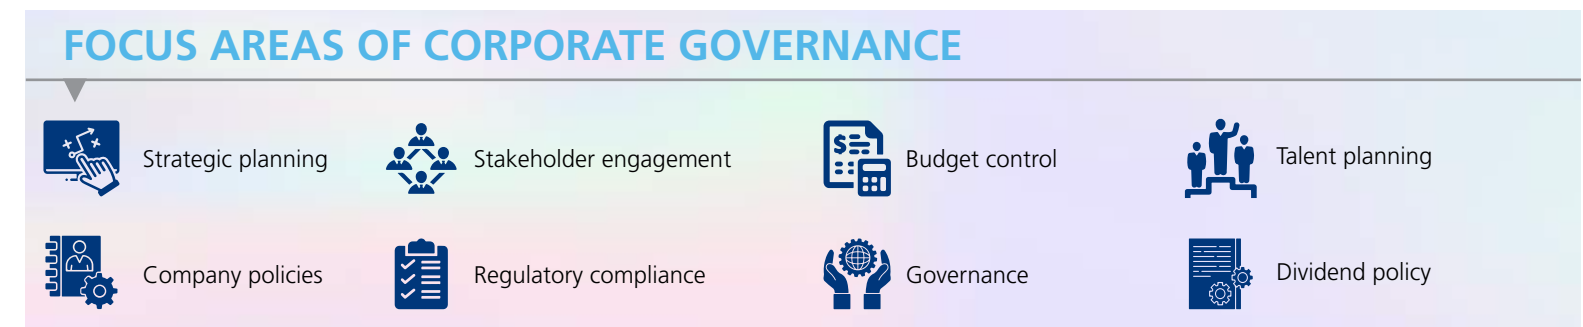 FOCUS AREAS OF CORPORATE GOVERNANCE
Strategic planning
Stakeholder engagement
Budget control
Talent planning
Company policies
Regulatory compliance
Governance
Dividend policy